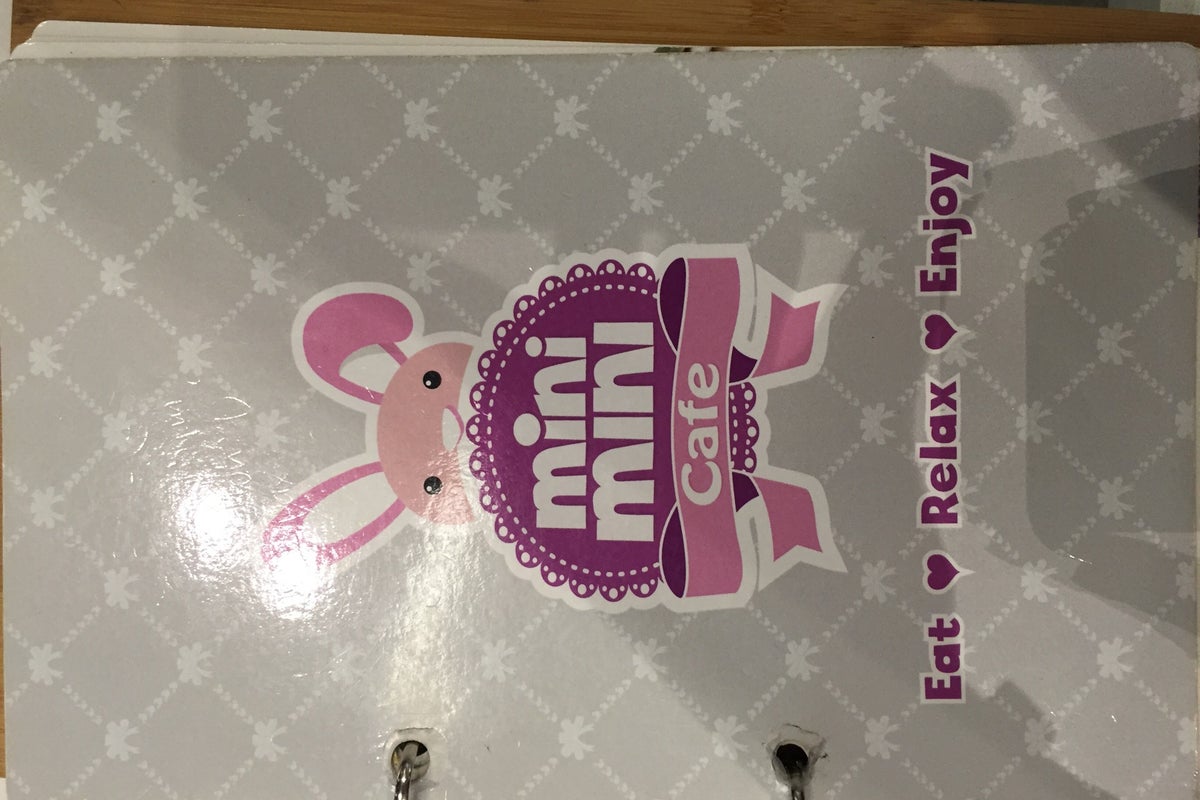 mini
mini
Cafe
Eat ♥ Relax ♥ Enjoy